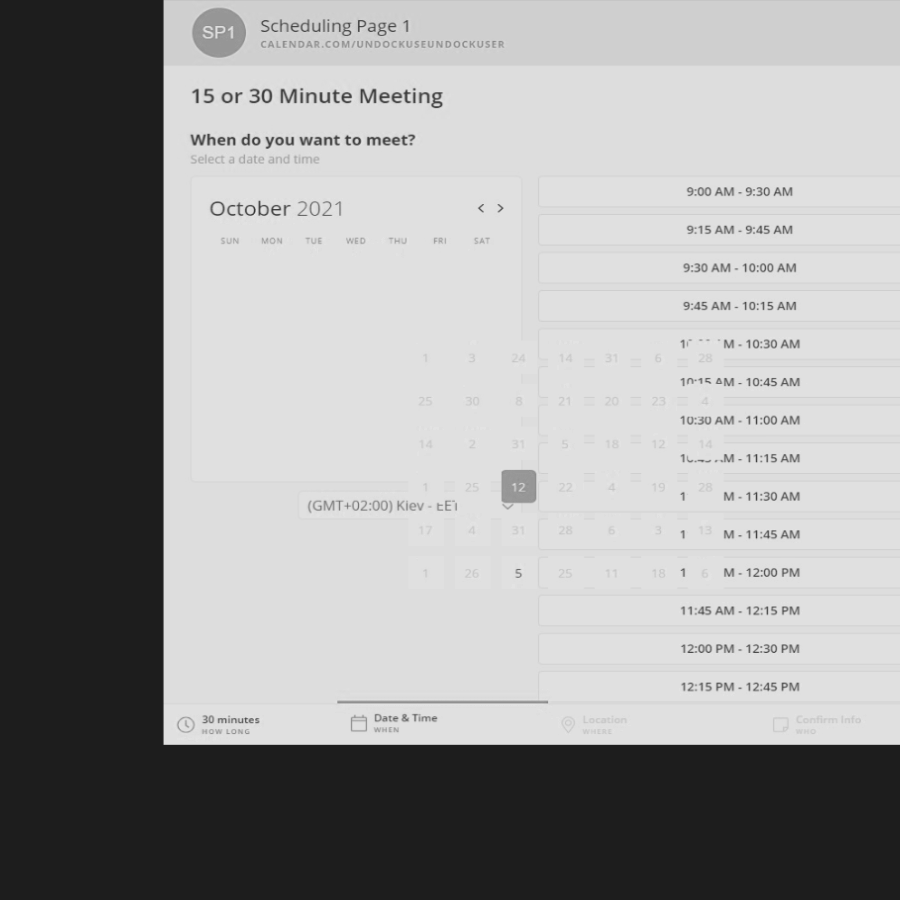 SP1
Scheduling Page 1
CALENDAR.COM/UNDOCKUSEUNDOCKUSER
15 or 30 Minute Meeting
When do you want to meet?
Select a date and time
October 2021
< >
SUN MON TUE WED THU FRI SAT
9:00 AM - 9:30 AM
9:15 AM - 9:45 AM
9:30 AM - 10:00 AM
9:45 AM - 10:15 AM
M - 10:30 AM
1 3 24 14 31 6 28
10:15 AM - 10:45 AM
25 30 8 21 20 23 4
10:30 AM - 11:00 AM
14 2 31 5 18 12 14
M - 11:15 AM
1 25 12 22 4 19 28
1 M - 11:30 AM
(GMT+02:00) Kiev - EET
17 4 31 28 6 3 13
1 M - 11:45 AM
1 26 5 25 11 18 6
1 M - 12:00 PM
11:45 AM - 12:15 PM
12:00 PM - 12:30 PM
12:15 PM - 12:45 PM
30 minutes
HOW LONG
Date & Time
WHEN
Location
WHERE
Confirm Info
WHO